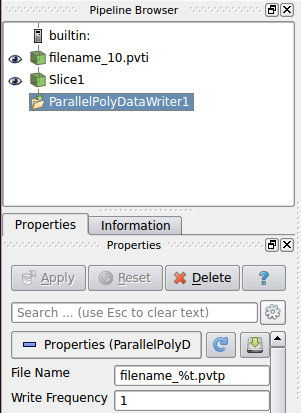 Pipeline Browser
builtin:
filename_10.pvti
Slice1
ParallelPolyDataWriter1
Properties
Information
Properties
Apply
Reset
Delete
?
Search ... (use Esc to clear text)
Properties (ParallelPolyD
File Name
filename_%t.pvtp
Write Frequency
1